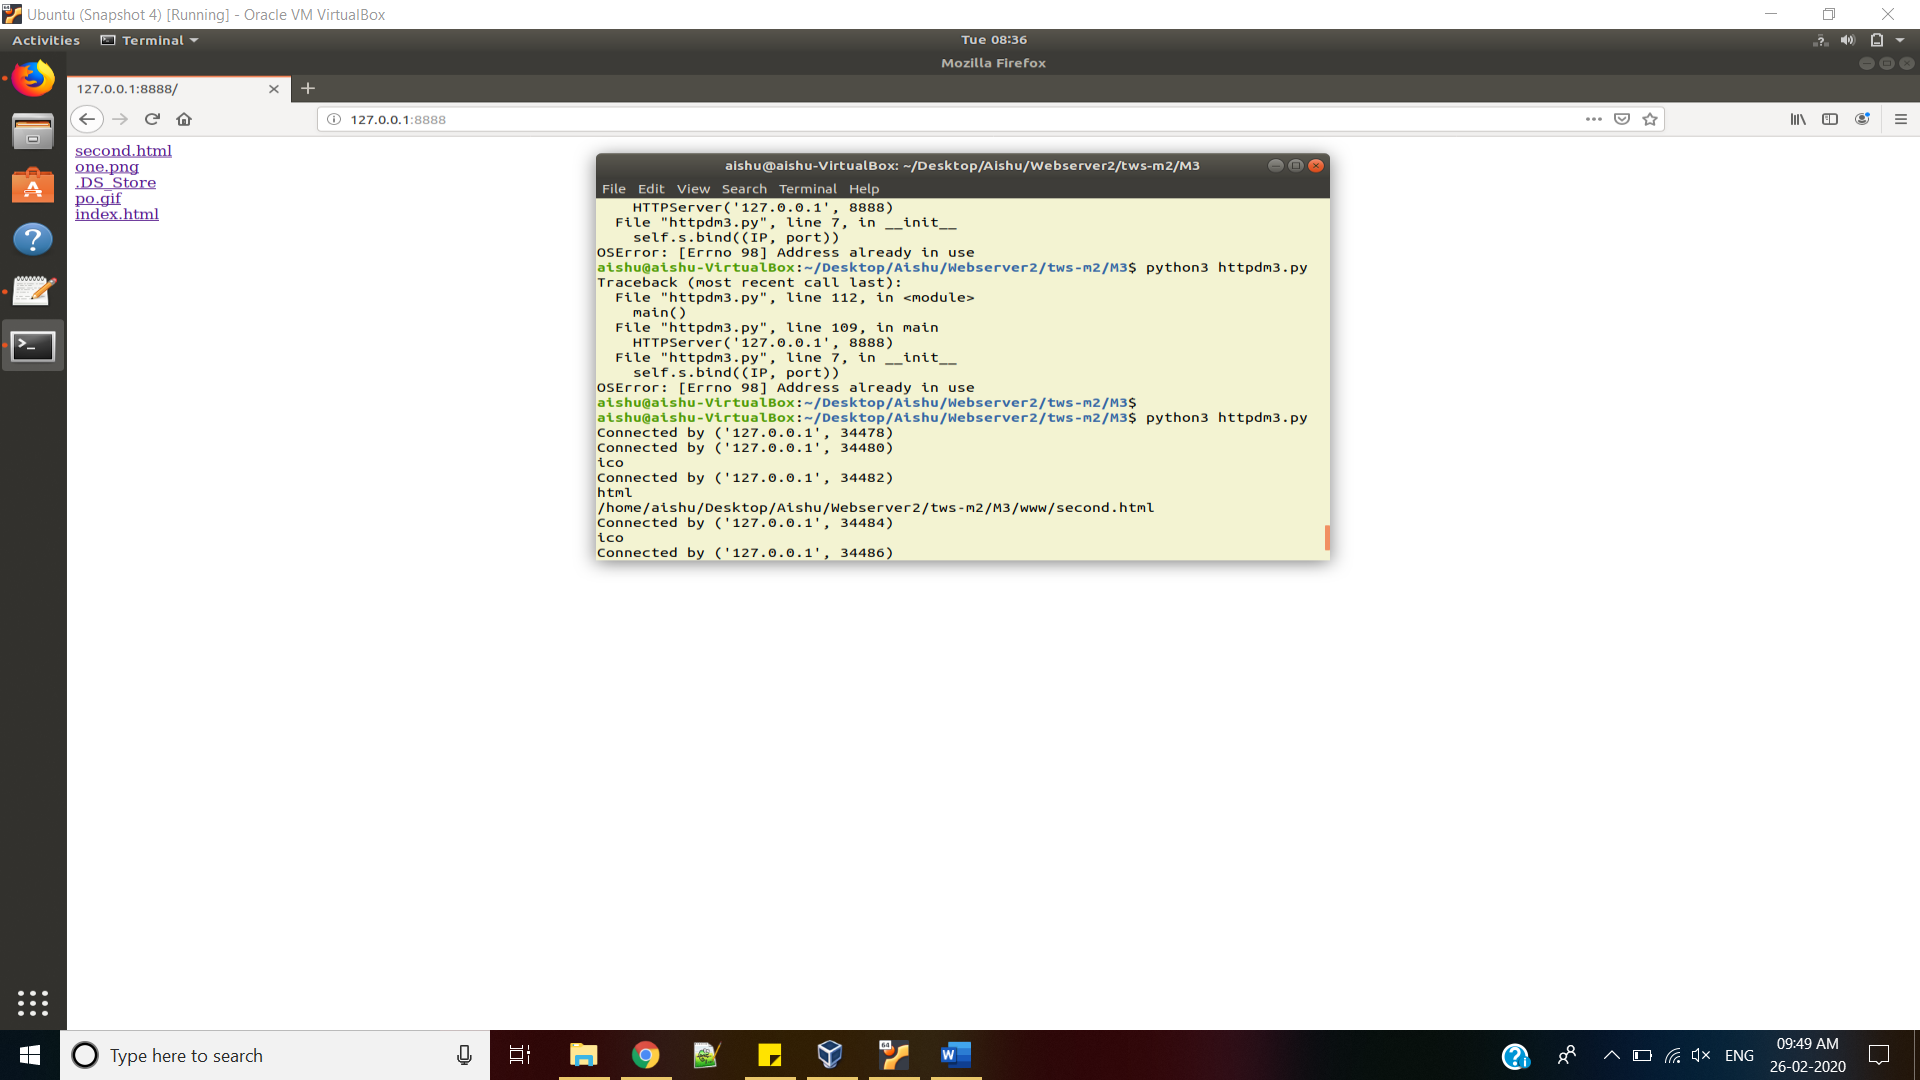 Ubuntu (Snapshot 4) [Running] - Oracle VM VirtualBox
Activities Terminal Tue 08:36
Mozilla Firefox
127.0.0.1:8888/
127.0.0.1:8888
second.html
one.png
.DS_Store
po.gif
index.html
aishu@aishu-VirtualBox: ~/Desktop/Aishu/Webserver2/tws-m2/M3
File Edit View Search Terminal Help
HTTPServer('127.0.0.1', 8888)
File "httpdm3.py", line 7, in __init__
self.s.bind((IP, port))
OSError: [Errno 98] Address already in use
aishu@aishu-VirtualBox:~/Desktop/Aishu/Webserver2/tws-m2/M3$ python3 httpdm3.py
Traceback (most recent call last):
File "httpdm3.py", line 112, in <module>
main()
File "httpdm3.py", line 109, in main
HTTPServer('127.0.0.1', 8888)
File "httpdm3.py", line 7, in __init__
self.s.bind((IP, port))
OSError: [Errno 98] Address already in use
aishu@aishu-VirtualBox:~/Desktop/Aishu/Webserver2/tws-m2/M3$
aishu@aishu-VirtualBox:~/Desktop/Aishu/Webserver2/tws-m2/M3$ python3 httpdm3.py
Connected by ('127.0.0.1', 34478)
Connected by ('127.0.0.1', 34480)
ico
Connected by ('127.0.0.1', 34482)
html
/home/aishu/Desktop/Aishu/Webserver2/tws-m2/M3/www/second.html
Connected by ('127.0.0.1', 34484)
ico
Connected by ('127.0.0.1', 34486)
Type here to search
ENG
09:49 AM
26-02-2020